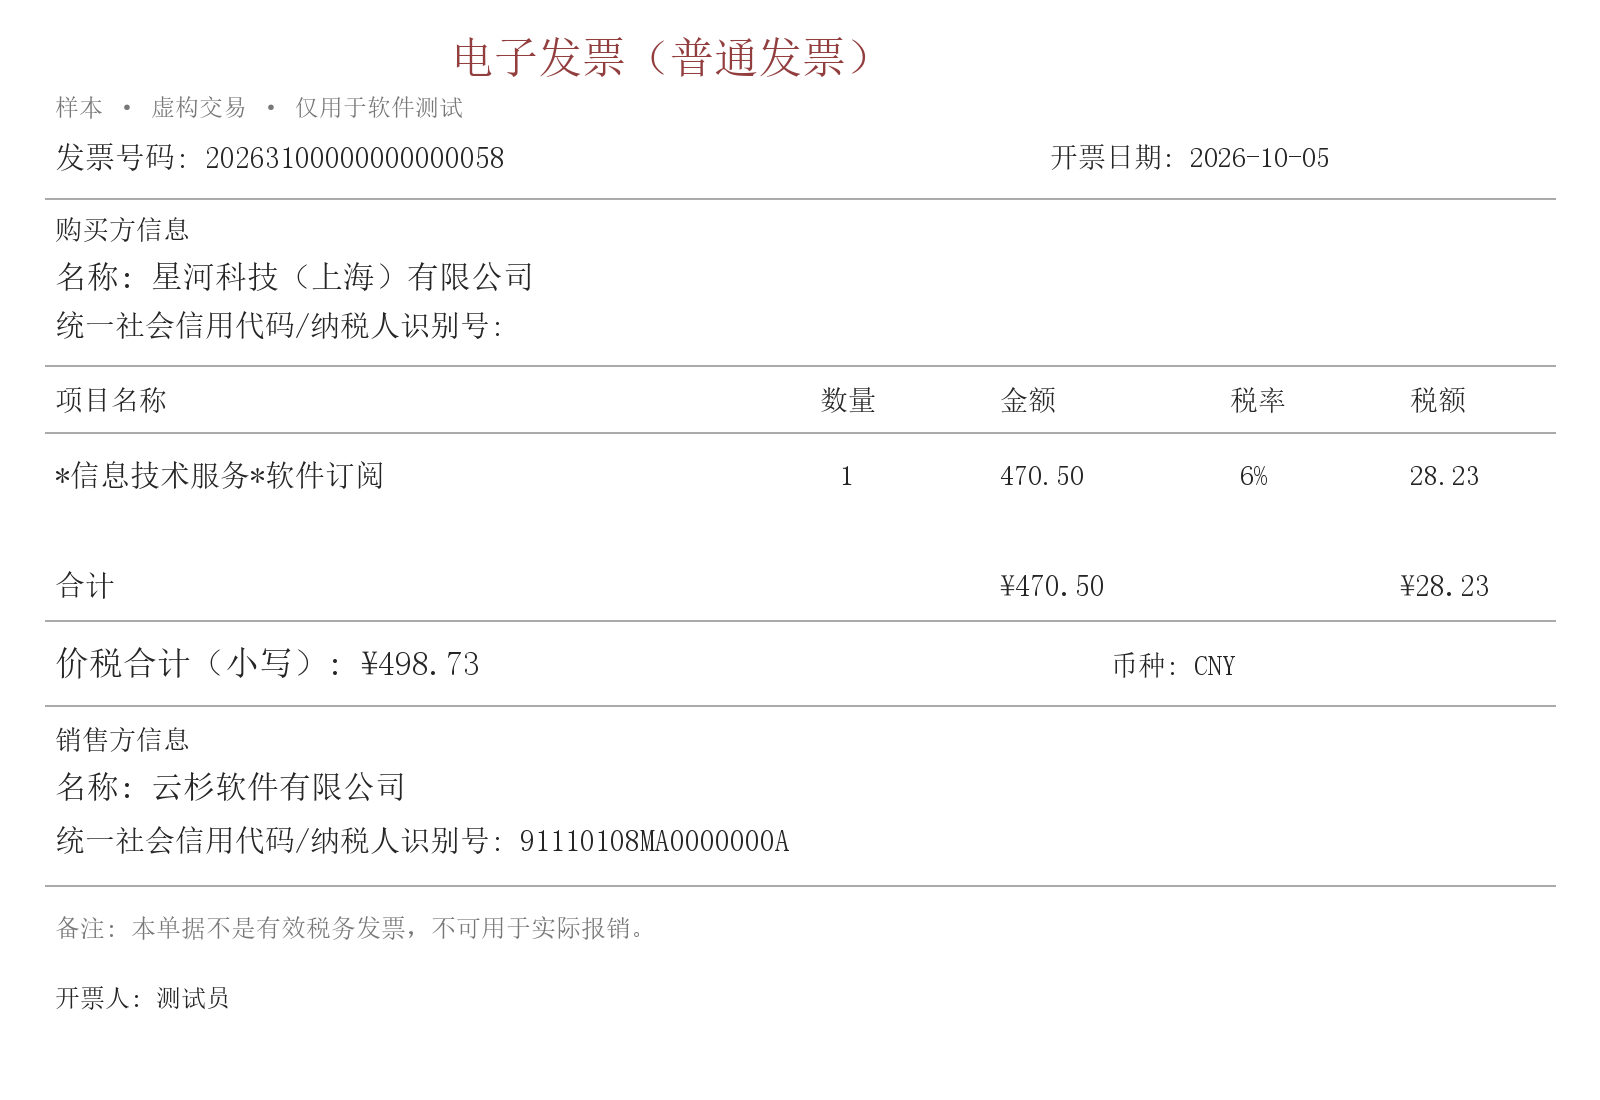 电子发票（普通发票）
样本 • 虚构交易 • 仅用于软件测试
发票号码: 20263100000000000058 开票日期: 2026-10-05
购买方信息
名称: 星河科技（上海）有限公司
统一社会信用代码/纳税人识别号:
项目名称 数量 金额 税率 税额
*信息技术服务*软件订阅 1 470.50 6% 28.23
合计 ¥470.50 ¥28.23
价税合计（小写）: ¥498.73 币种: CNY
销售方信息
名称: 云杉软件有限公司
统一社会信用代码/纳税人识别号: 91110108MA0000000A
备注: 本单据不是有效税务发票，不可用于实际报销。
开票人: 测试员